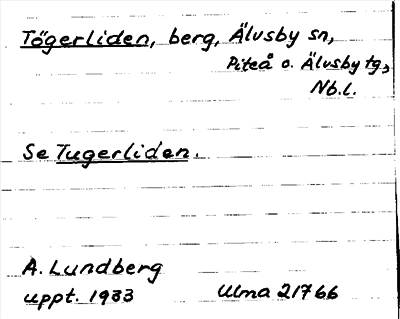 Tögerliden, berg, Älvsby sn,
Piteå o. Älvsby tg,
Nb.l.
Se Tugerliden.
A. Lundberg
uppt. 1933
Ulma 21766